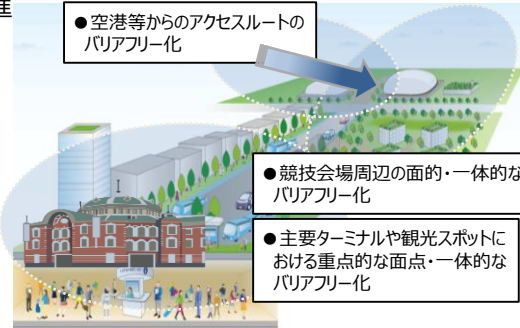 進
●空港等からのアクセスルートの
バリアフリー化
●競技会場周辺の面的・一体的な
バリアフリー化
●主要ターミナルや観光スポットに
おける重点的な面点・一体的な
バリアフリー化